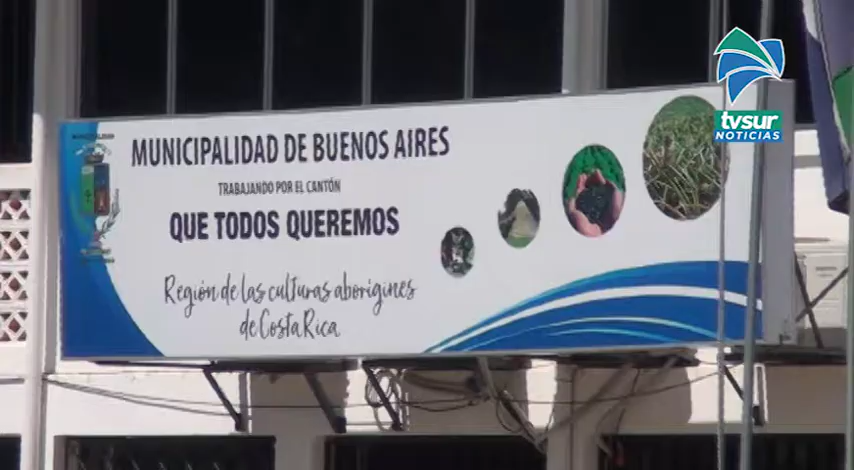 MUNICIPALIDAD DE BUENOS AIRES
TRABAJANDO POR EL CANTÓN
QUE TODOS QUEREMOS
Región de las culturas aborígines
de Costa Rica
tvsur
NOTICIAS